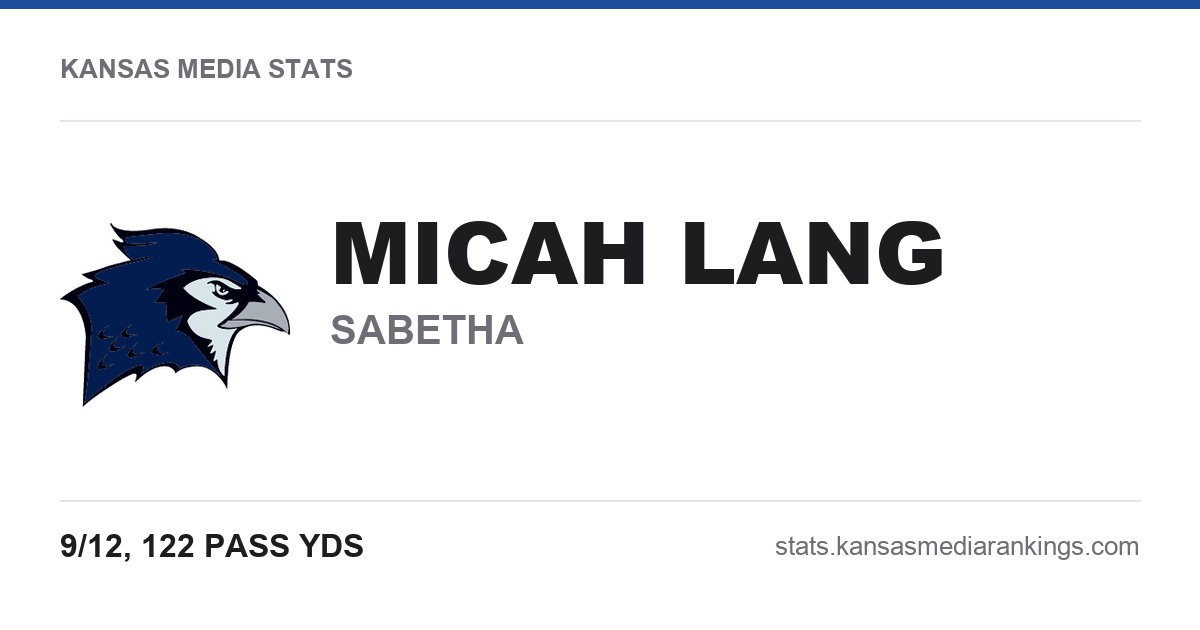 KANSAS MEDIA STATS
MICAH LANG
SABETHA
9/12, 122 PASS YDS
stats.kansasmediarankings.com